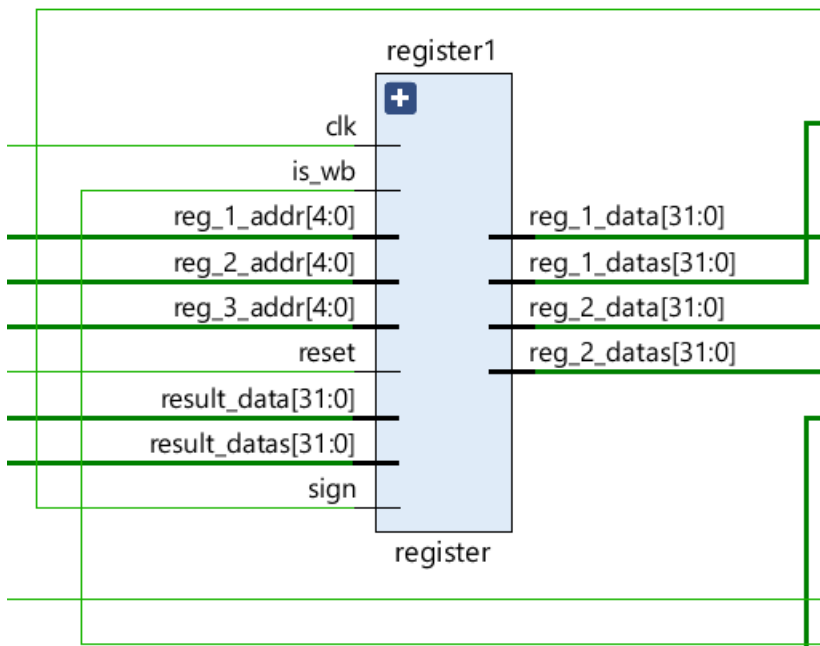 register1
clk
is_wb
reg_1_addr[4:0]
reg_1_data[31:0]
reg_2_addr[4:0]
reg_1_datas[31:0]
reg_3_addr[4:0]
reg_2_data[31:0]
reset
reg_2_datas[31:0]
result_data[31:0]
result_datas[31:0]
sign
register